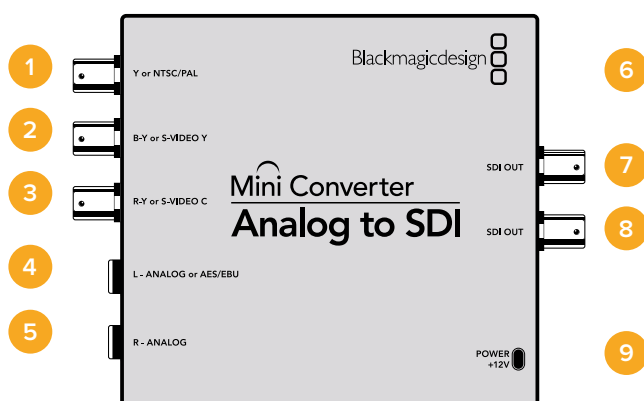 1
Y or NTSC/PAL
Blackmagicdesign
6
2
B-Y or S-VIDEO Y
7
SDI OUT
3
R-Y or S-VIDEO C
Mini Converter
Analog to SDI
8
SDI OUT
4
L - ANALOG or AES/EBU
5
R - ANALOG
POWER
+12V
9